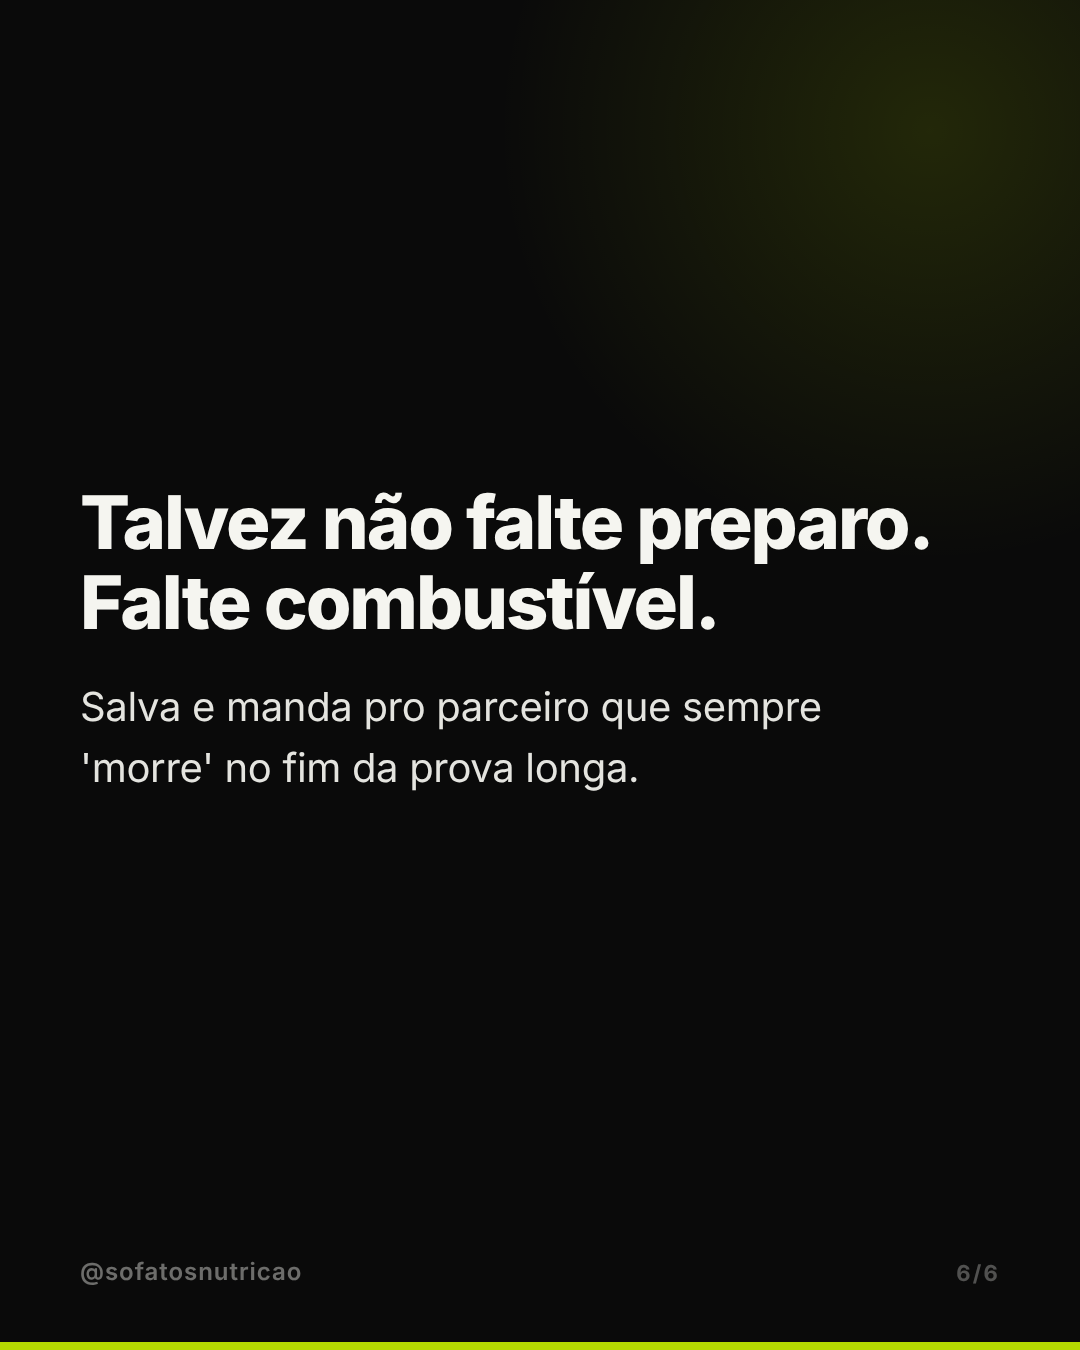 Talvez não falte preparo.
Falte combustível.
Salva e manda pro parceiro que sempre
'morre' no fim da prova longa.
@sofatosnutricao
6/6